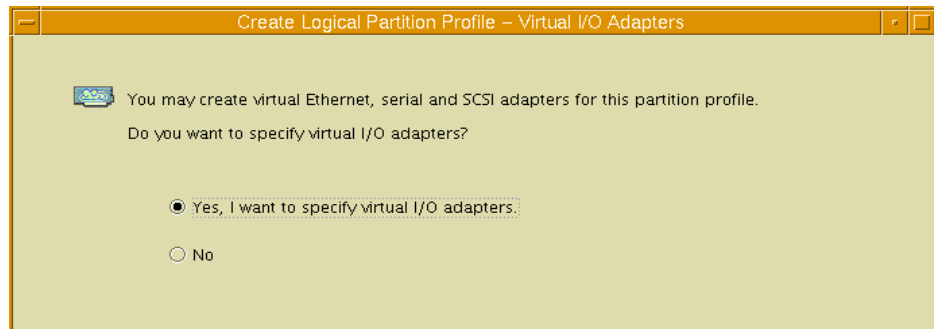 Create Logical Partition Profile – Virtual I/O Adapters
You may create virtual Ethernet, serial and SCSI adapters for this partition profile.
Do you want to specify virtual I/O adapters?
Yes, I want to specify virtual I/O adapters.
No